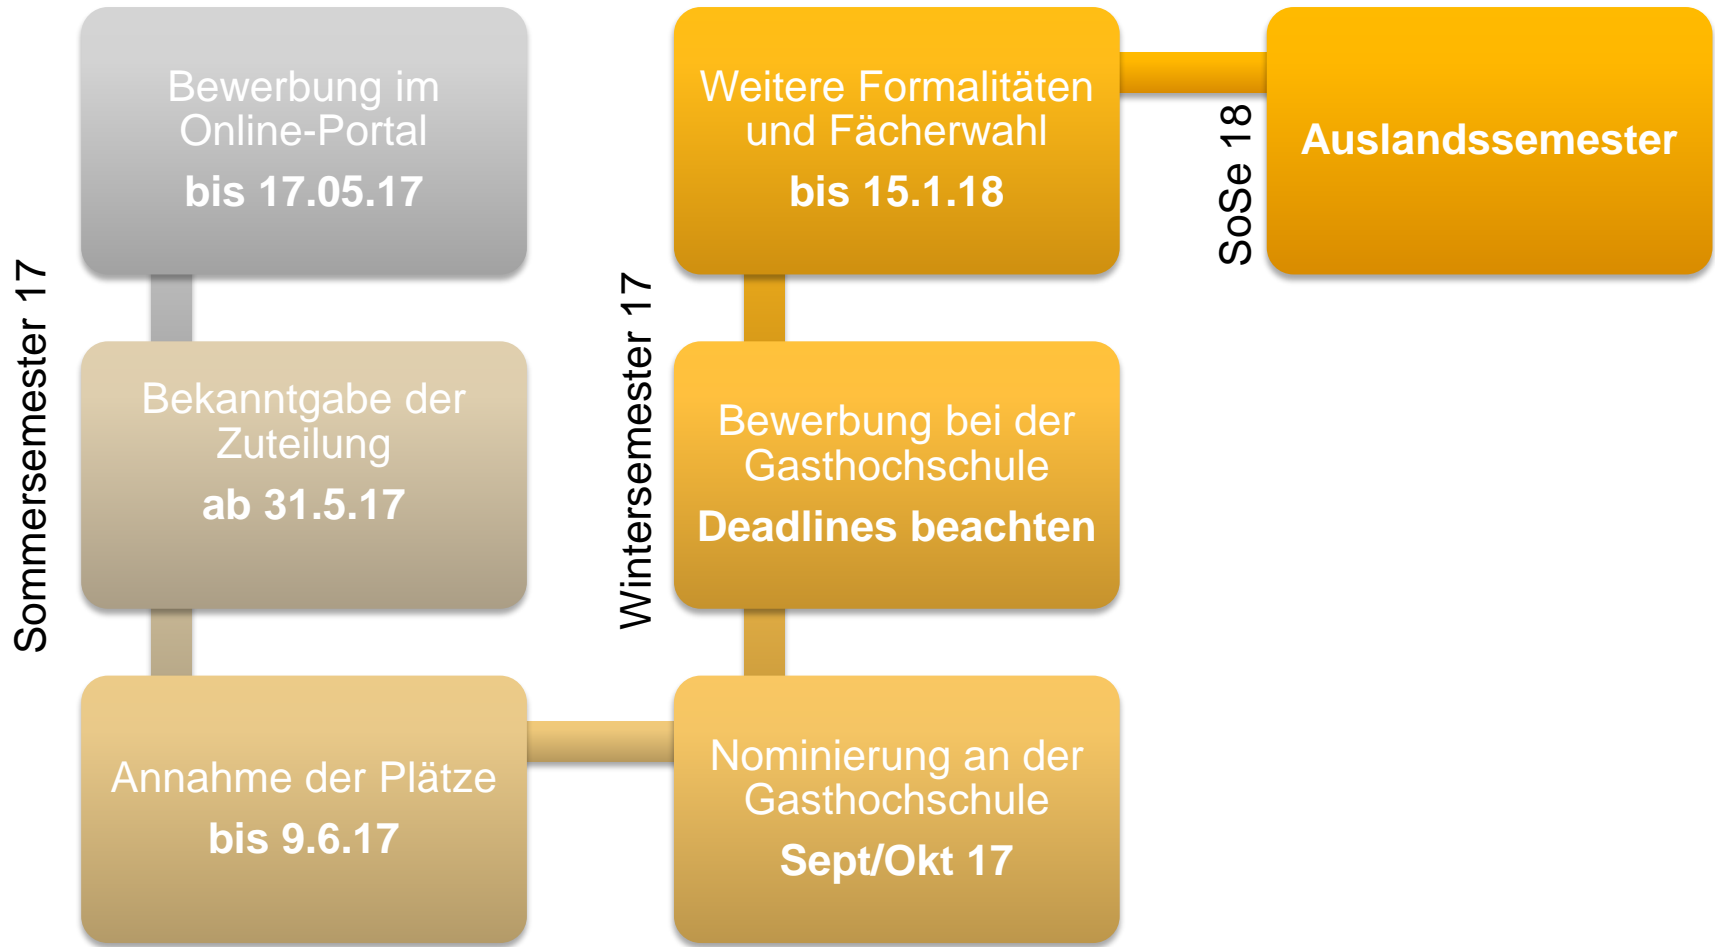 Sommersemester 17
Bewerbung im
Online-Portal
bis 17.05.17
Bekanntgabe der
Zuteilung
ab 31.5.17
Annahme der Plätze
bis 9.6.17
Wintersemester 17
Nominierung an der
Gasthochschule
Sept/Okt 17
Bewerbung bei der
Gasthochschule
Deadlines beachten
Weitere Formalitäten
und Fächerwahl
bis 15.1.18
SoSe 18
Auslandssemester